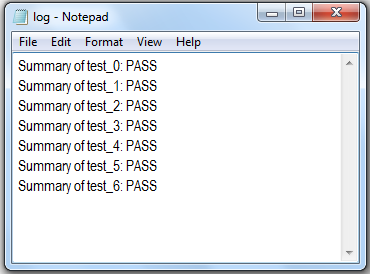 log - Notepad
File Edit Format View Help
Summary of test_0: PASS
Summary of test_1: PASS
Summary of test_2: PASS
Summary of test_3: PASS
Summary of test_4: PASS
Summary of test_5: PASS
Summary of test_6: PASS